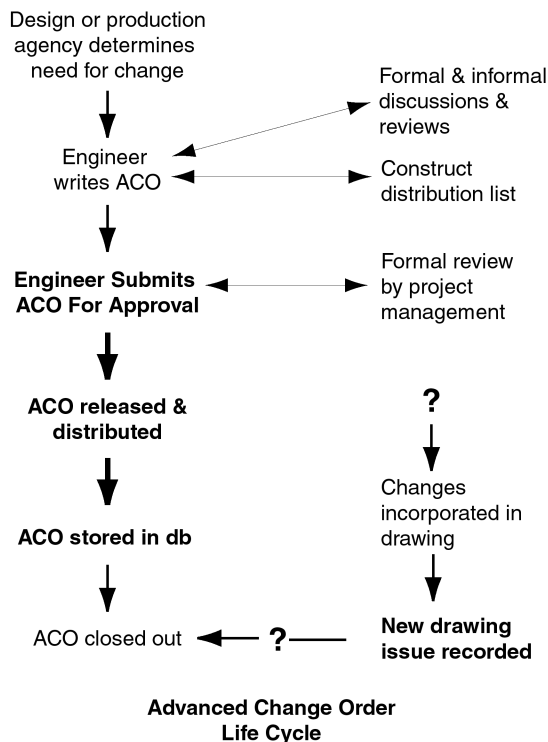 Design or production
agency determines
need for change
Formal & informal
discussions &
reviews
Engineer
writes ACO
Construct
distribution list
Engineer Submits
ACO For Approval
Formal review
by project
management
ACO released &
distributed
?
Changes
incorporated in
drawing
ACO stored in db
New drawing
issue recorded
?
ACO closed out
Advanced Change Order
Life Cycle